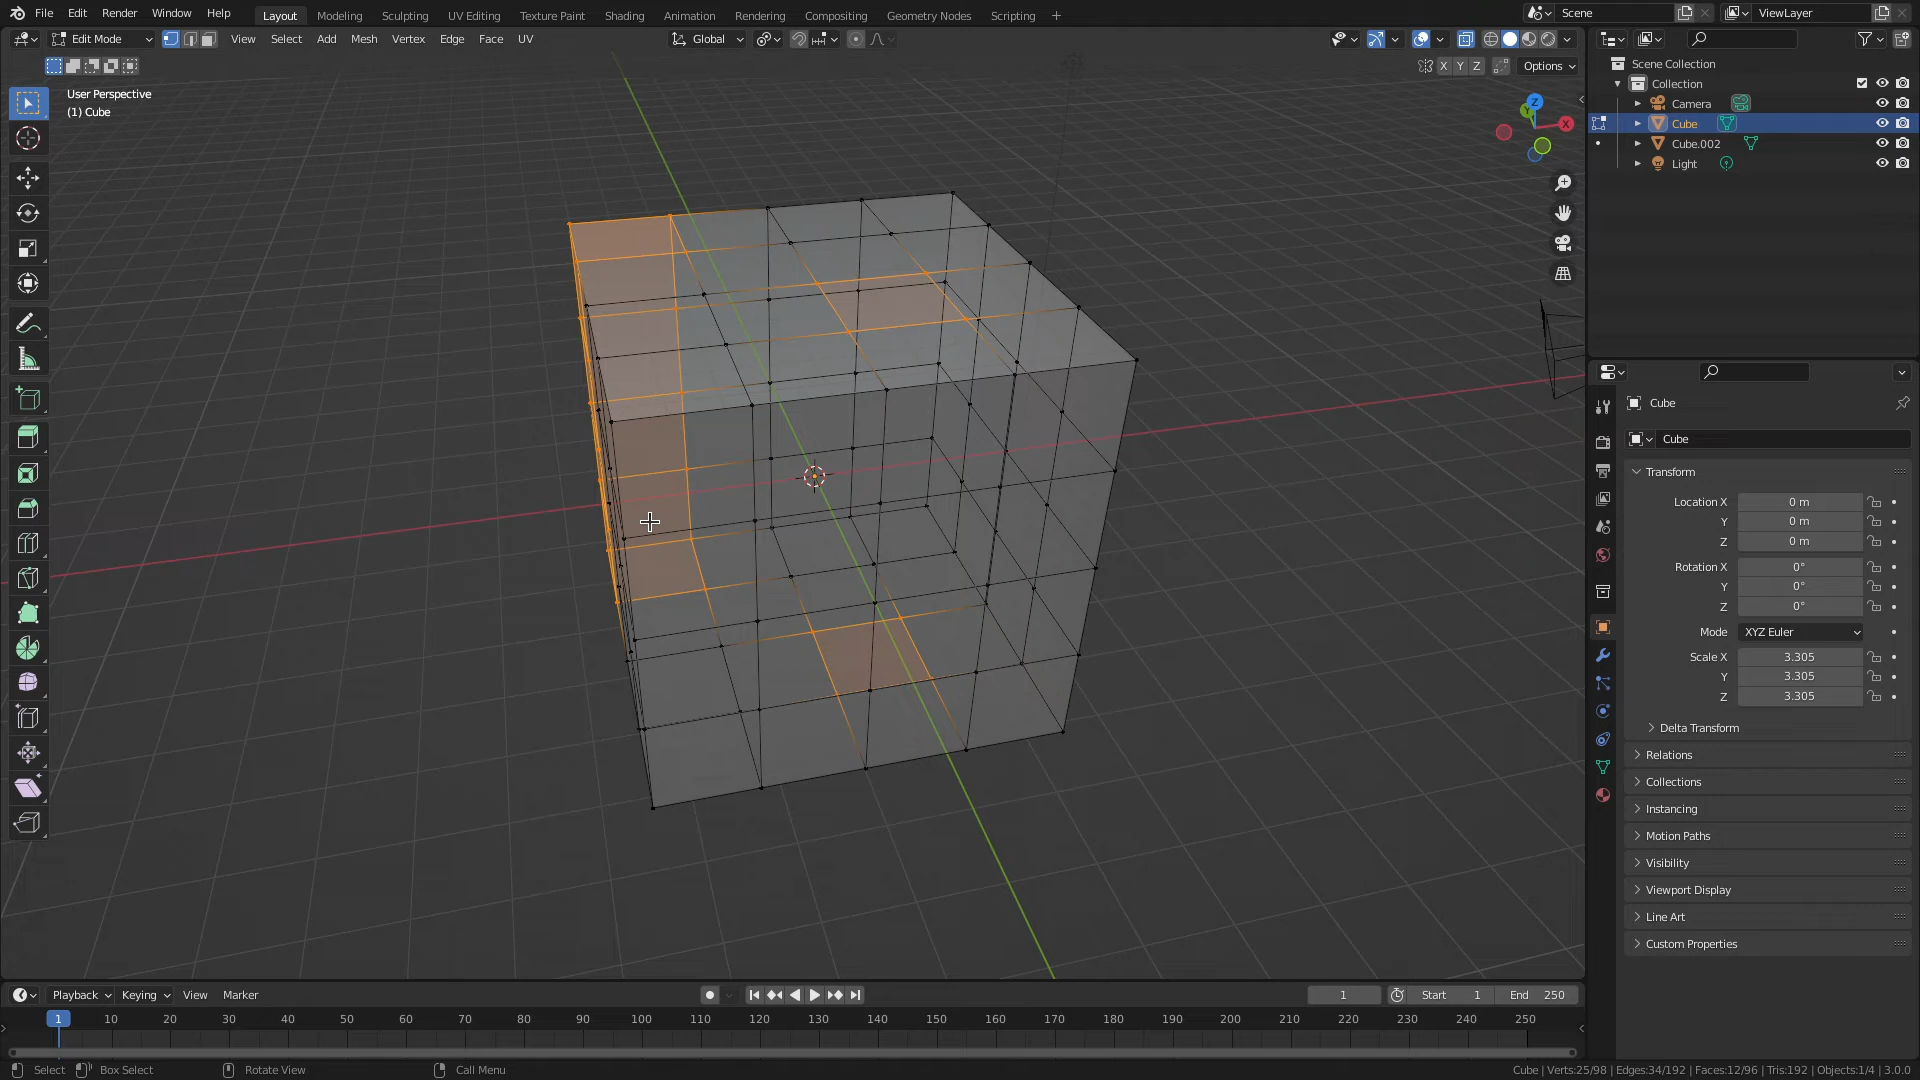 File Edit Render Window Help Layout Modeling Sculpting UV Editing Texture Paint Shading Animation Rendering Compositing Geometry Nodes Scripting + Scene ViewLayer
Edit Mode View Select Add Mesh Vertex Edge Face UV Global
X Y Z Options
User Perspective
(1) Cube
Z
Y
X
Scene Collection
Collection
Camera
Cube
Cube.002
Light
Cube
Cube
Transform
Location X 0 m
Y 0 m
Z 0 m
Rotation X 0°
Y 0°
Z 0°
Mode XYZ Euler
Scale X 3.305
Y 3.305
Z 3.305
Delta Transform
Relations
Collections
Instancing
Motion Paths
Visibility
Viewport Display
Line Art
Custom Properties
Playback Keying View Marker 1 Start 1 End 250
1 10 20 30 40 50 60 70 80 90 100 110 120 130 140 150 160 170 180 190 200 210 220 230 240 250
Select Box Select Rotate View Call Menu Cube | Verts:25/98 | Edges:34/192 | Faces:12/96 | Tris:192 | Objects:1/4 | 3.0.0